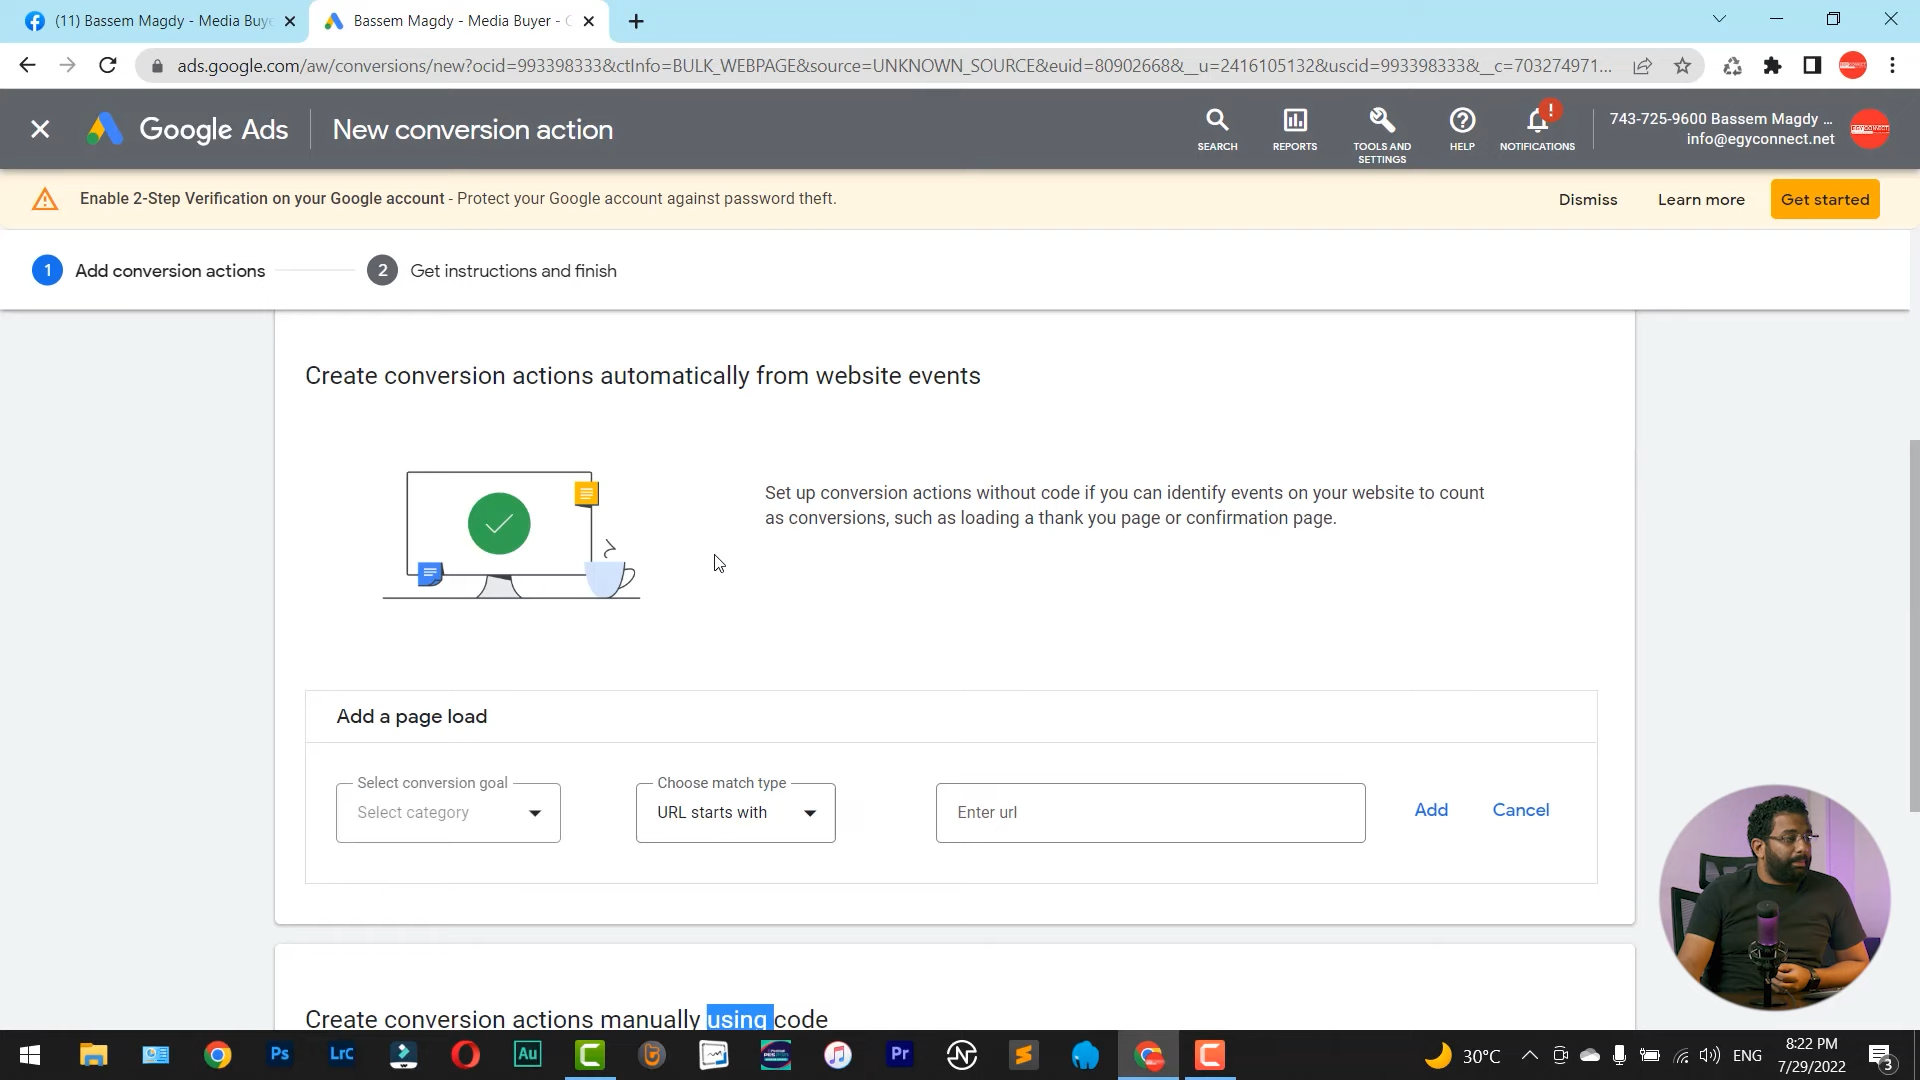 (11) Bassem Magdy - Media Buye
Bassem Magdy - Media Buyer - C
ads.google.com/aw/conversions/new?ocid=993398333&ctInfo=BULK_WEBPAGE&source=UNKNOWN_SOURCE&euid=80902668&__u=2416105132&uscid=993398333&__c=703274971...
Google Ads
New conversion action
SEARCH
REPORTS
TOOLS AND
SETTINGS
HELP
!
NOTIFICATIONS
743-725-9600 Bassem Magdy ...
info@egyconnect.net
EGYCONNECT
Enable 2-Step Verification on your Google account - Protect your Google account against password theft.
Dismiss
Learn more
Get started
1
Add conversion actions
2
Get instructions and finish
Create conversion actions automatically from website events
Set up conversion actions without code if you can identify events on your website to count
as conversions, such as loading a thank you page or confirmation page.
Add a page load
Select conversion goal
Select category
Choose match type
URL starts with
Enter url
Add
Cancel
Create conversion actions manually using code
Ps
LrC
Au
Pr
30°C
ENG
8:22 PM
7/29/2022
3